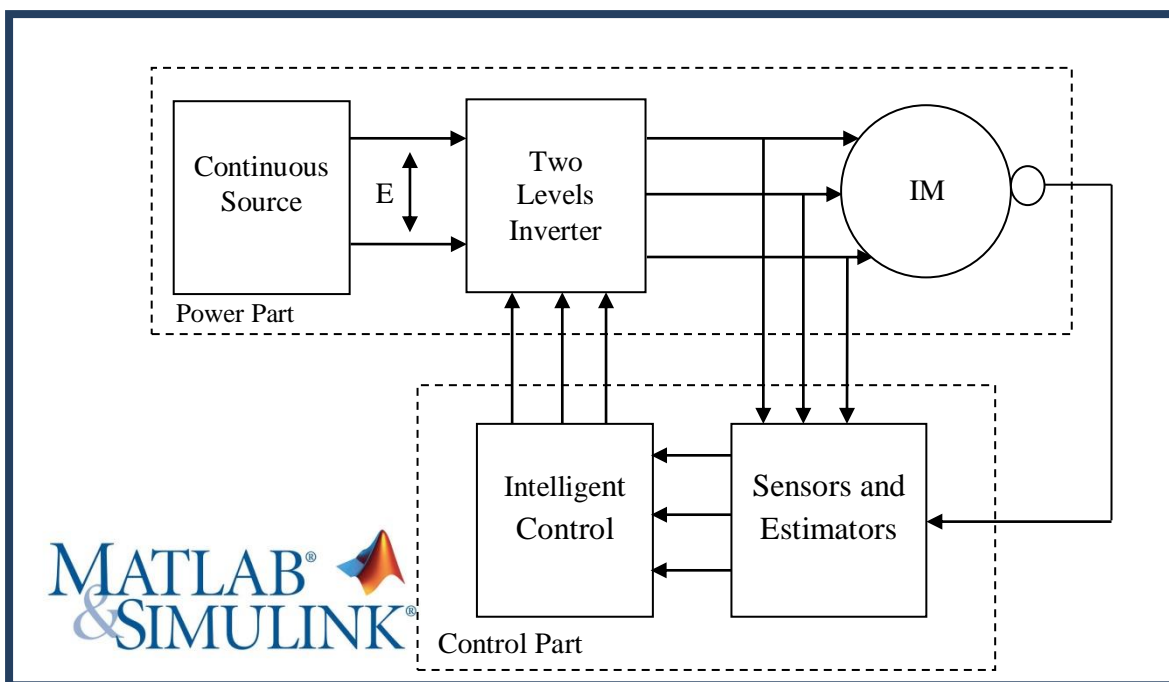 Continuous
Source
E
Two
Levels
Inverter
IM
Power Part
Intelligent
Control
Sensors and
Estimators
MATLAB®
&SIMULINK®
Control Part